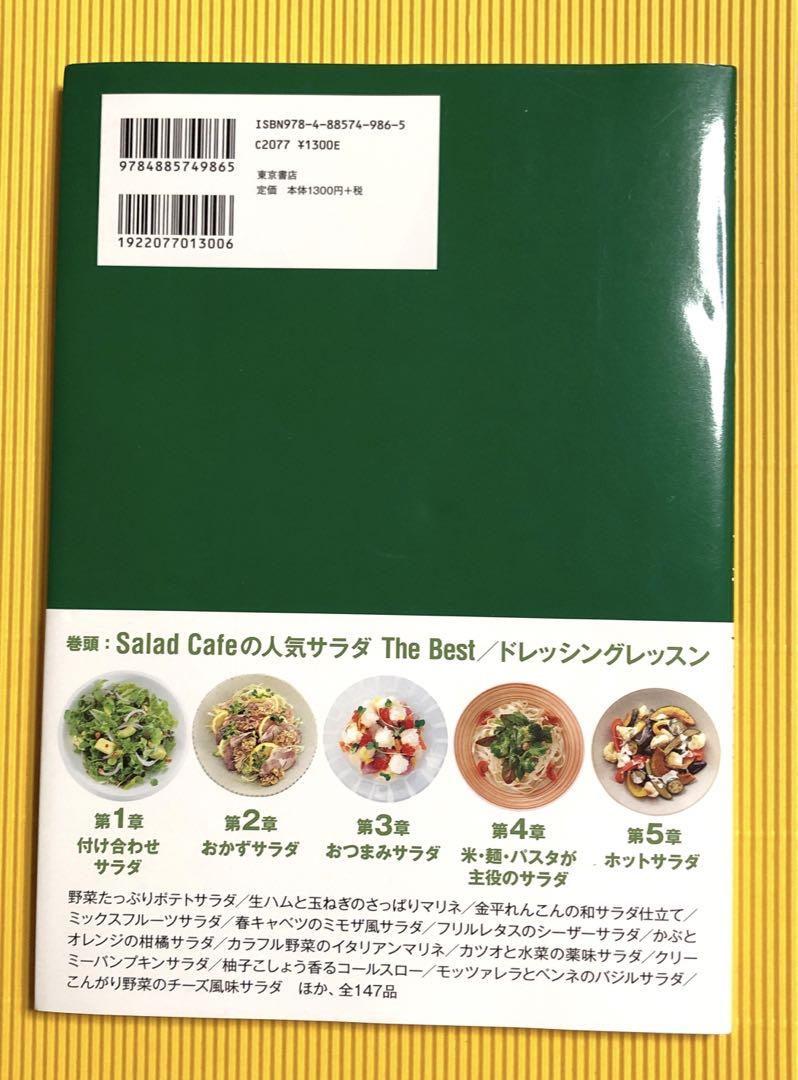 ISBN978-4-88574-986-5
C2077 ¥1300E
東京書店
定価 本体1300円+税
9784885749865
1922077013006
巻頭：Salad Cafeの人気サラダ The Best／ドレッシングレッスン
第1章
付け合わせ
サラダ
第2章
おかずサラダ
第3章
おつまみサラダ
第4章
米・麺・パスタが
主役のサラダ
第5章
ホットサラダ
野菜たっぷりポテトサラダ／生ハムと玉ねぎのさっぱりマリネ／金平れんこんの和サラダ仕立て／
ミックスフルーツサラダ／春キャベツのミモザ風サラダ／フリルレタスのシーザーサラダ／かぶと
オレンジの柑橘サラダ／カラフル野菜のイタリアンマリネ／カツオと水菜の薬味サラダ／クリー
ミーパンプキンサラダ／柚子こしょう香るコールスロー／モッツァレラとペンネのバジルサラダ／
こんがり野菜のチーズ風味サラダ ほか、全147品